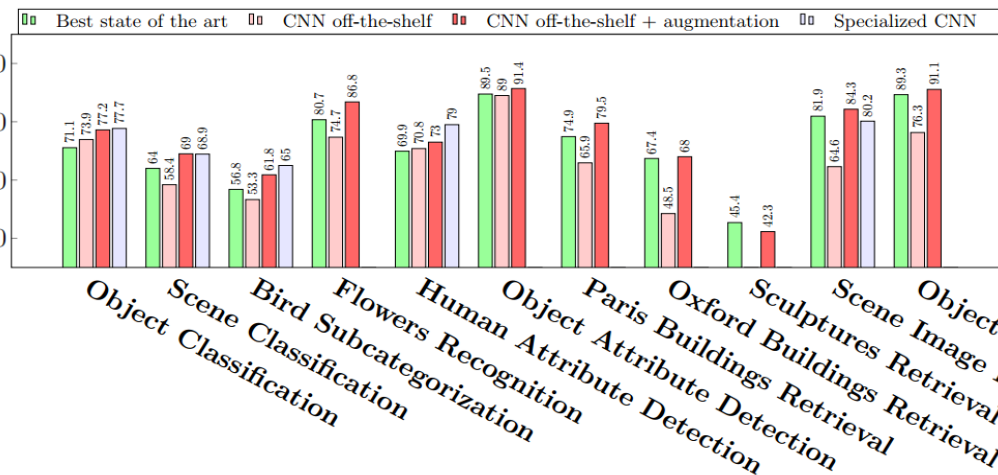 Best state of the art CNN off-the-shelf CNN off-the-shelf + augmentation Specialized CNN
71.1 73.9 77.2 77.7
64 58.4 69 68.9
56.8 53.3 61.8 65
80.7 74.7 86.8
69.9 70.8 73 79
89.5 89 91.4
74.9 65.9 79.5
67.4 48.5 68
45.4 42.3
81.9 64.6 84.3 80.2
89.3 76.3 91.1
0
0
0
0
Object Classification
Scene Classification
Bird Subcategorization
Flowers Recognition
Human Attribute Detection
Object Attribute Detection
Paris Buildings Retrieval
Oxford Buildings Retrieval
Sculptures Retrieval
Scene Image
Object